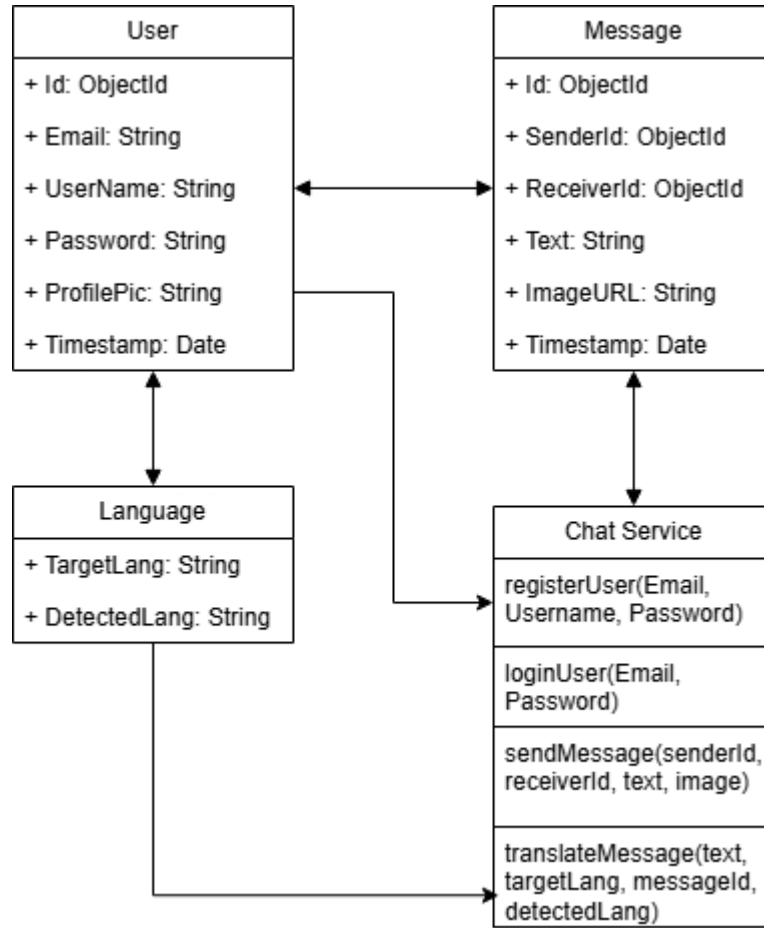 User
+ Id: ObjectId
+ Email: String
+ UserName: String
+ Password: String
+ ProfilePic: String
+ Timestamp: Date
Message
+ Id: ObjectId
+ SenderId: ObjectId
+ ReceiverId: ObjectId
+ Text: String
+ ImageURL: String
+ Timestamp: Date
Language
+ TargetLang: String
+ DetectedLang: String
Chat Service
registerUser(Email,
Username, Password)
loginUser(Email,
Password)
sendMessage(senderId,
receiverId, text, image)
translateMessage(text,
targetLang, messageId,
detectedLang)